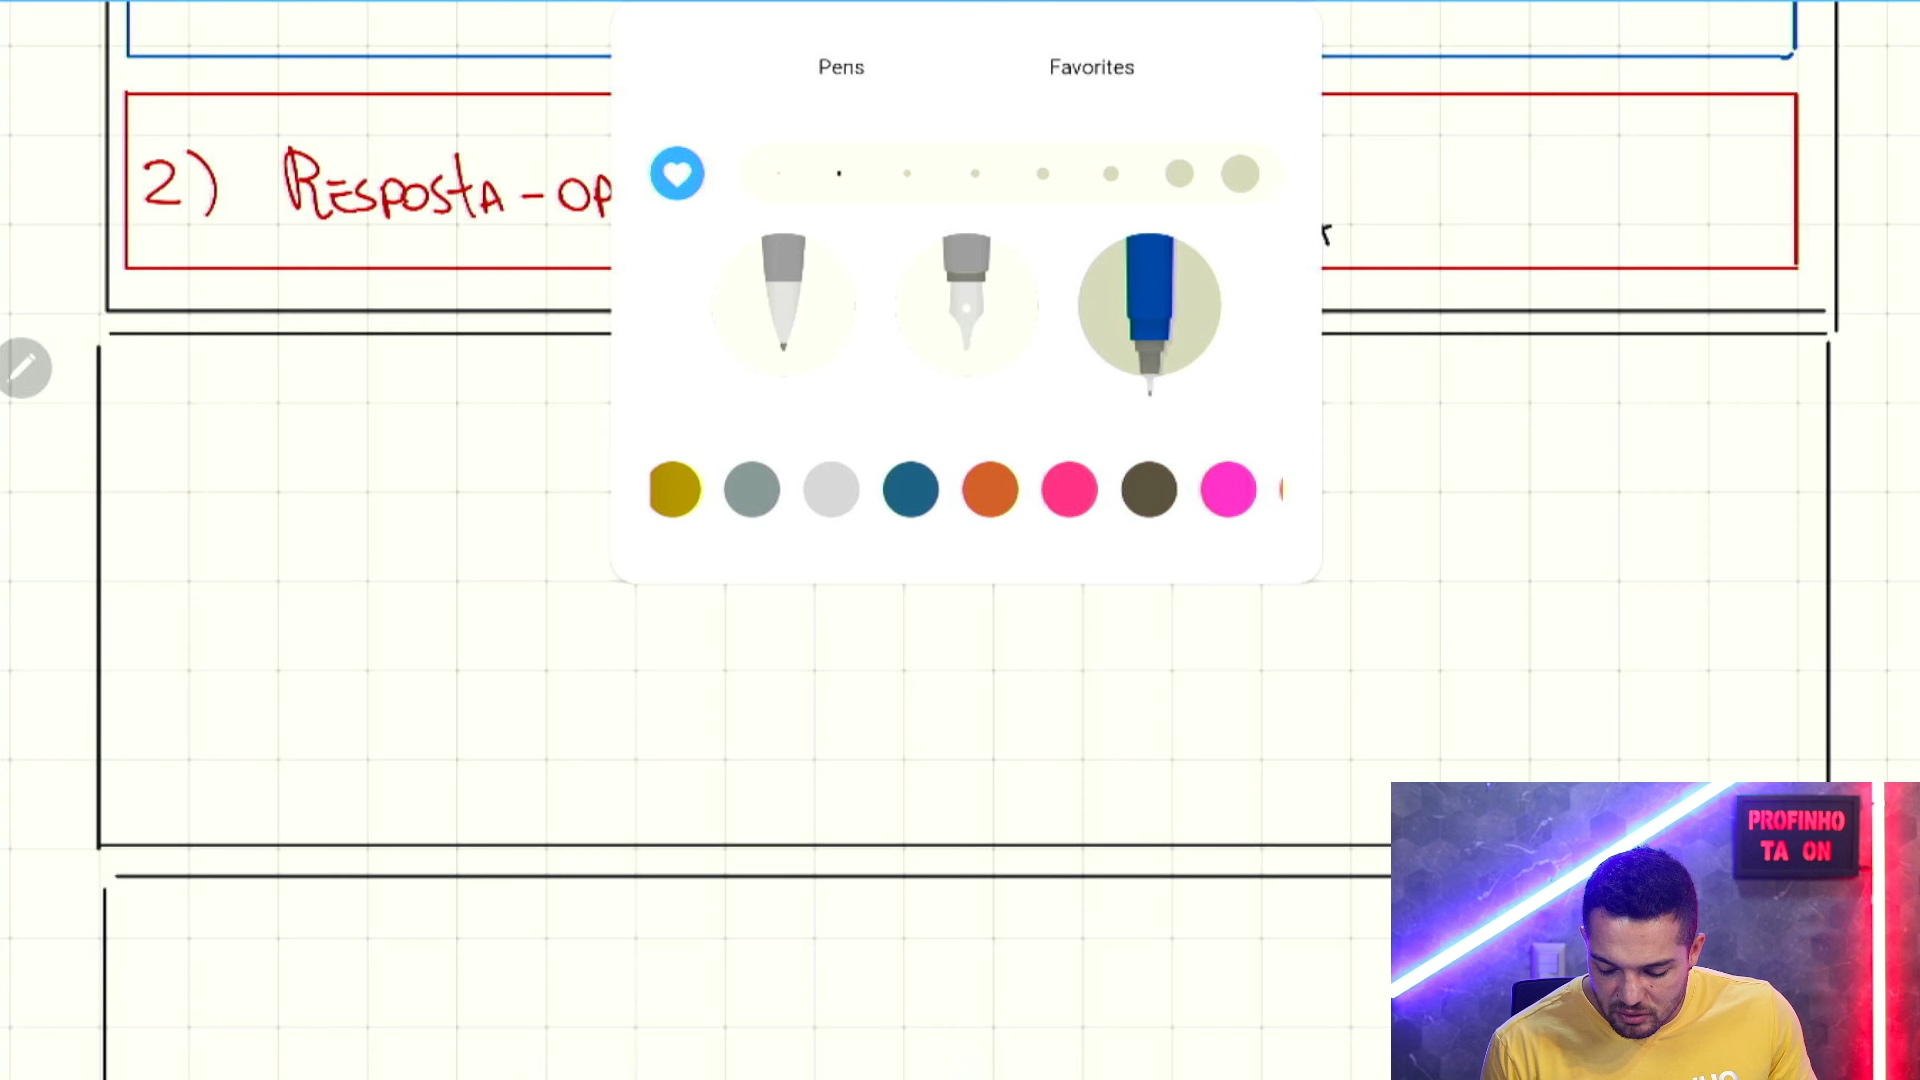 Pens Favorites
2) RESPOSTA - OP
PROFINHO
TA ON